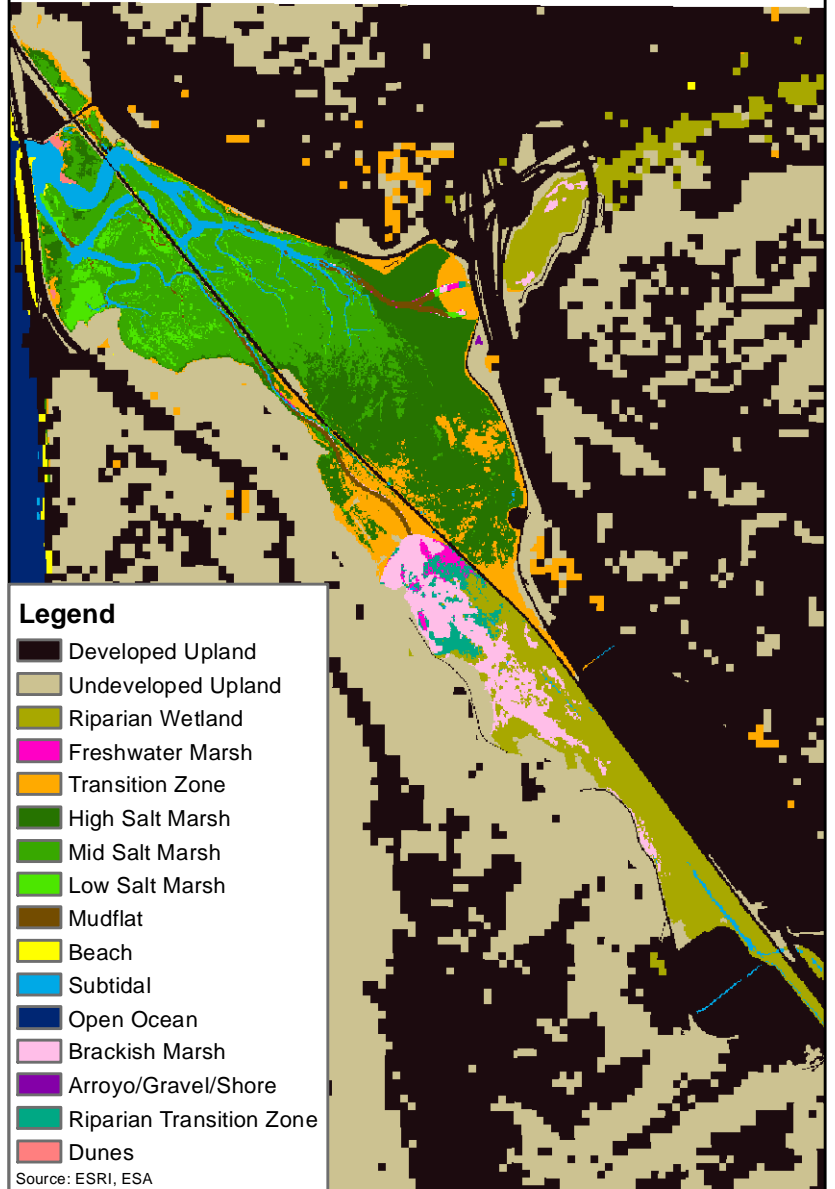 Legend
Developed Upland
Undeveloped Upland
Riparian Wetland
Freshwater Marsh
Transition Zone
High Salt Marsh
Mid Salt Marsh
Low Salt Marsh
Mudflat
Beach
Subtidal
Open Ocean
Brackish Marsh
Arroyo/Gravel/Shore
Riparian Transition Zone
Dunes
Source: ESRI, ESA